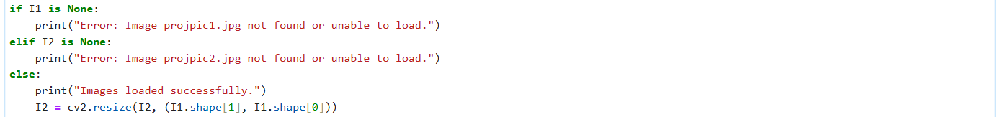 if I1 is None:
    print("Error: Image projpic1.jpg not found or unable to load.")
elif I2 is None:
    print("Error: Image projpic2.jpg not found or unable to load.")
else:
    print("Images loaded successfully.")
    I2 = cv2.resize(I2, (I1.shape[1], I1.shape[0]))